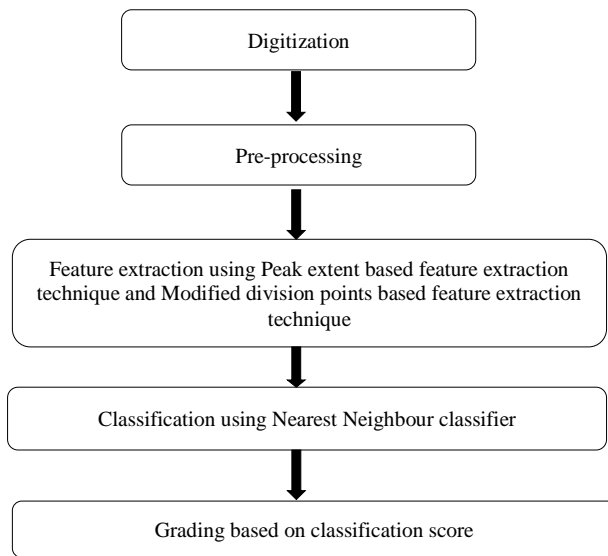 Digitization
Pre-processing
Feature extraction using Peak extent based feature extraction
technique and Modified division points based feature extraction
technique
Classification using Nearest Neighbour classifier
Grading based on classification score